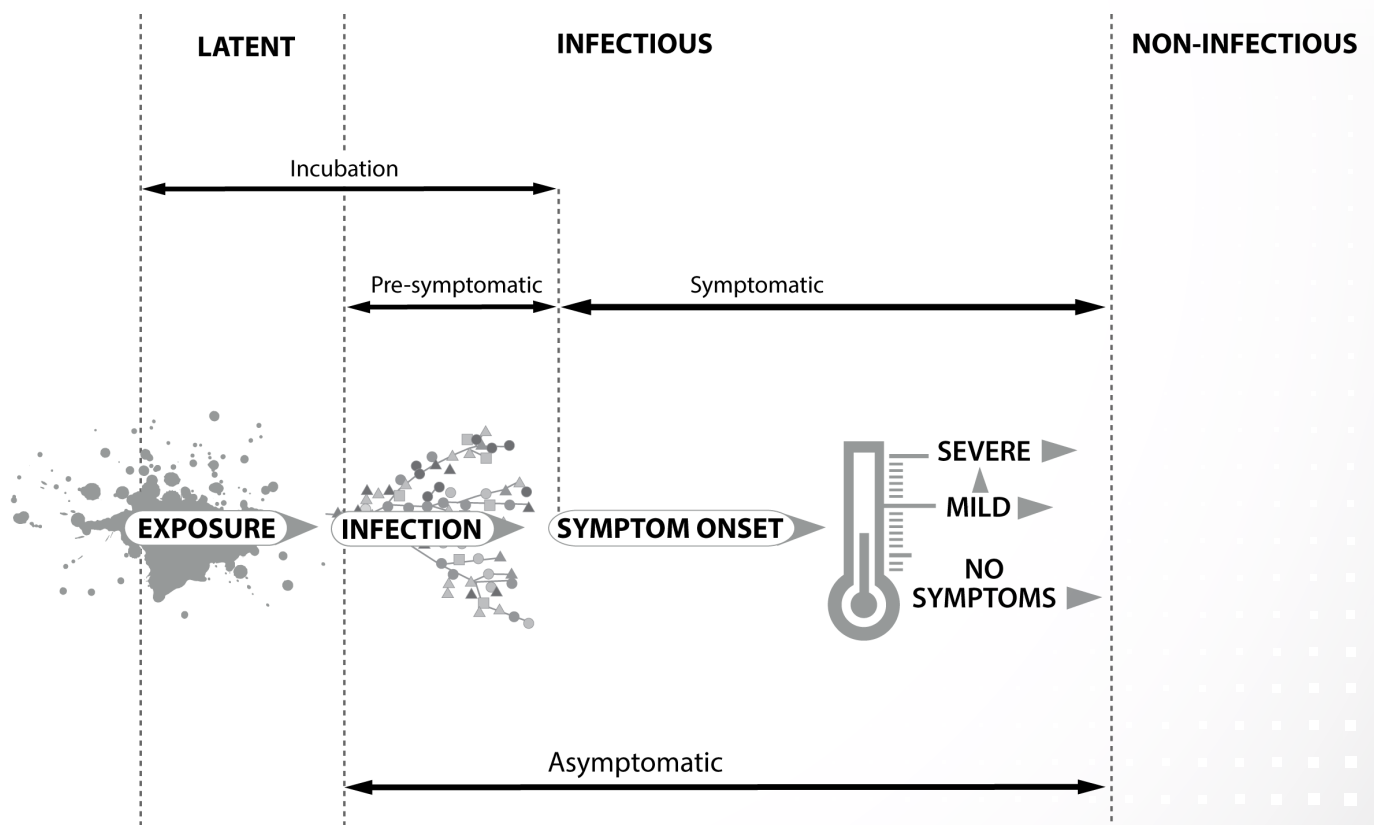 LATENT
INFECTIOUS
NON-INFECTIOUS
Incubation
Pre-symptomatic
Symptomatic
EXPOSURE
INFECTION
SYMPTOM ONSET
SEVERE
MILD
NO
SYMPTOMS
Asymptomatic